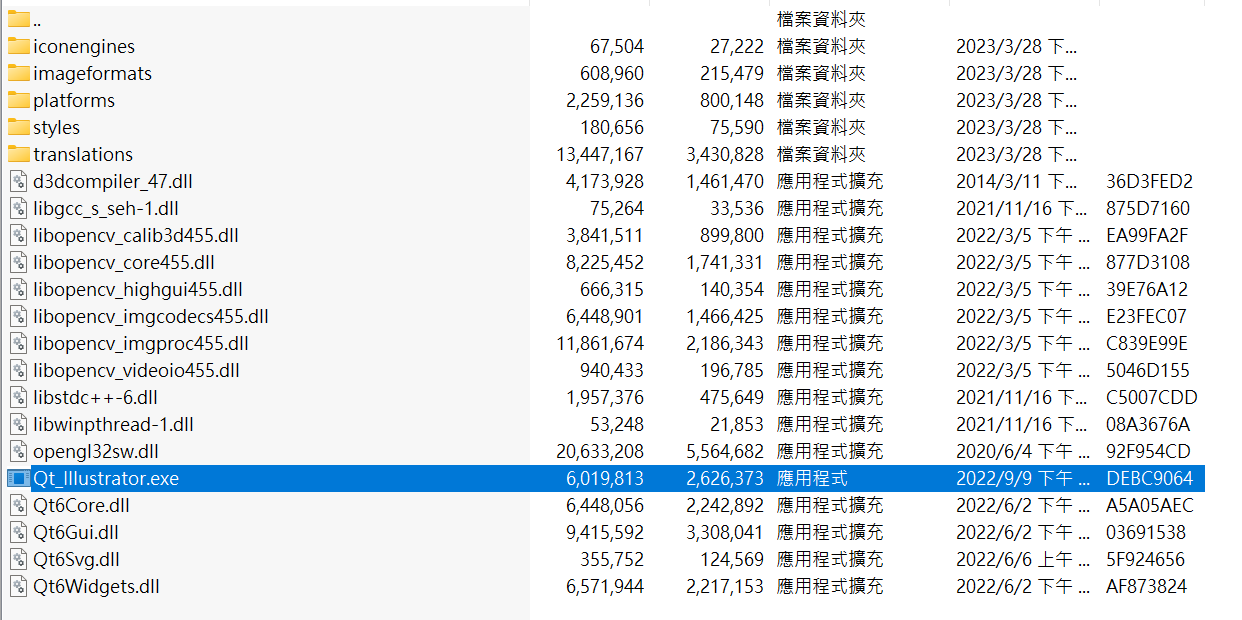 .. 檔案資料夾
iconengines 67,504 27,222 檔案資料夾 2023/3/28 下...
imageformats 608,960 215,479 檔案資料夾 2023/3/28 下...
platforms 2,259,136 800,148 檔案資料夾 2023/3/28 下...
styles 180,656 75,590 檔案資料夾 2023/3/28 下...
translations 13,447,167 3,430,828 檔案資料夾 2023/3/28 下...
d3dcompiler_47.dll 4,173,928 1,461,470 應用程式擴充 2014/3/11 下... 36D3FED2
libgcc_s_seh-1.dll 75,264 33,536 應用程式擴充 2021/11/16 下... 875D7160
libopencv_calib3d455.dll 3,841,511 899,800 應用程式擴充 2022/3/5 下午 ... EA99FA2F
libopencv_core455.dll 8,225,452 1,741,331 應用程式擴充 2022/3/5 下午 ... 877D3108
libopencv_highgui455.dll 666,315 140,354 應用程式擴充 2022/3/5 下午 ... 39E76A12
libopencv_imgcodecs455.dll 6,448,901 1,466,425 應用程式擴充 2022/3/5 下午 ... E23FEC07
libopencv_imgproc455.dll 11,861,674 2,186,343 應用程式擴充 2022/3/5 下午 ... C839E99E
libopencv_videoio455.dll 940,433 196,785 應用程式擴充 2022/3/5 下午 ... 5046D155
libstdc++-6.dll 1,957,376 475,649 應用程式擴充 2021/11/16 下... C5007CDD
libwinpthread-1.dll 53,248 21,853 應用程式擴充 2021/11/16 下... 08A3676A
opengl32sw.dll 20,633,208 5,564,682 應用程式擴充 2020/6/4 下午 ... 92F954CD
Qt_Illustrator.exe 6,019,813 2,626,373 應用程式 2022/9/9 下午 ... DEBC9064
Qt6Core.dll 6,448,056 2,242,892 應用程式擴充 2022/6/2 下午 ... A5A05AEC
Qt6Gui.dll 9,415,592 3,308,041 應用程式擴充 2022/6/2 下午 ... 03691538
Qt6Svg.dll 355,752 124,569 應用程式擴充 2022/6/6 上午 ... 5F924656
Qt6Widgets.dll 6,571,944 2,217,153 應用程式擴充 2022/6/2 下午 ... AF873824